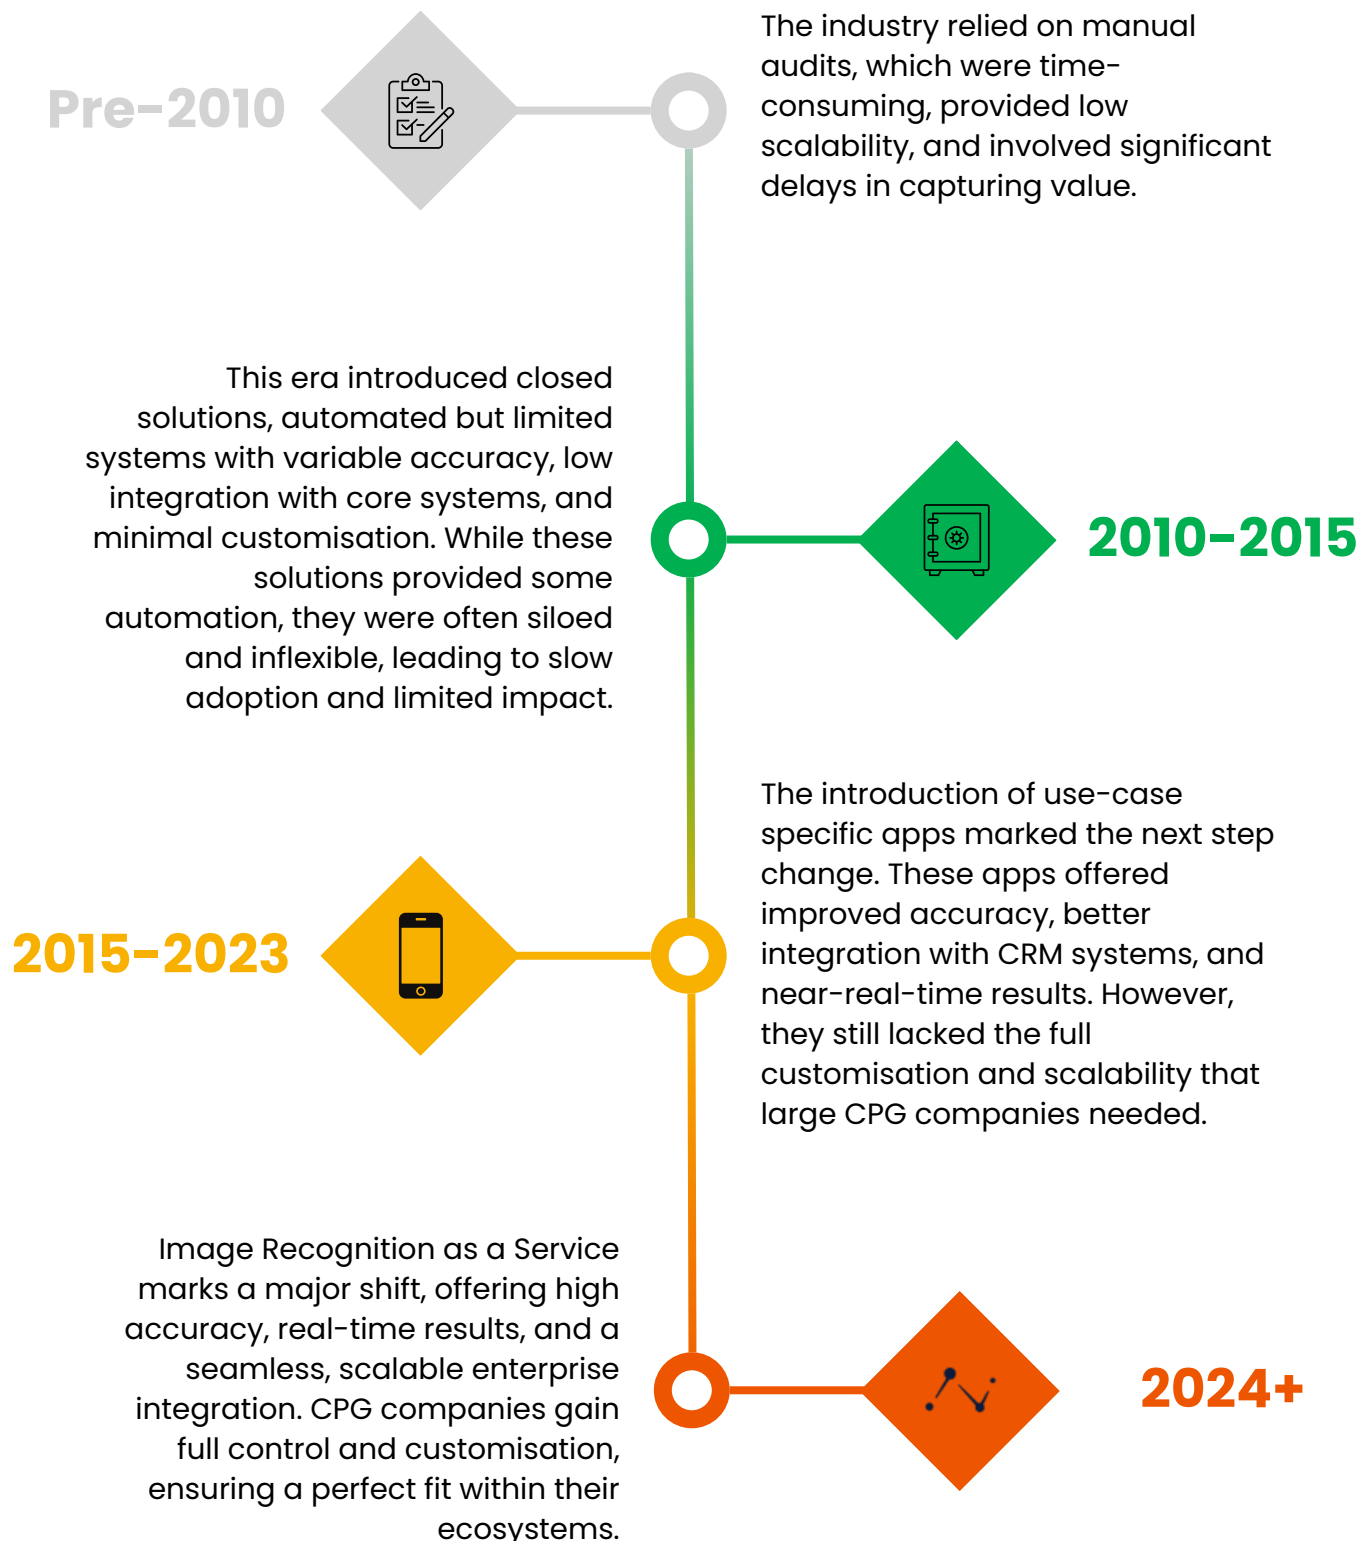 Pre-2010
The industry relied on manual
audits, which were time-
consuming, provided low
scalability, and involved significant
delays in capturing value.
This era introduced closed
solutions, automated but limited
systems with variable accuracy, low
integration with core systems, and
minimal customisation. While these
solutions provided some
automation, they were often siloed
and inflexible, leading to slow
adoption and limited impact.
2010-2015
2015-2023
The introduction of use-case
specific apps marked the next step
change. These apps offered
improved accuracy, better
integration with CRM systems, and
near-real-time results. However,
they still lacked the full
customisation and scalability that
large CPG companies needed.
Image Recognition as a Service
marks a major shift, offering high
accuracy, real-time results, and a
seamless, scalable enterprise
integration. CPG companies gain
full control and customisation,
ensuring a perfect fit within their
ecosystems.
2024+